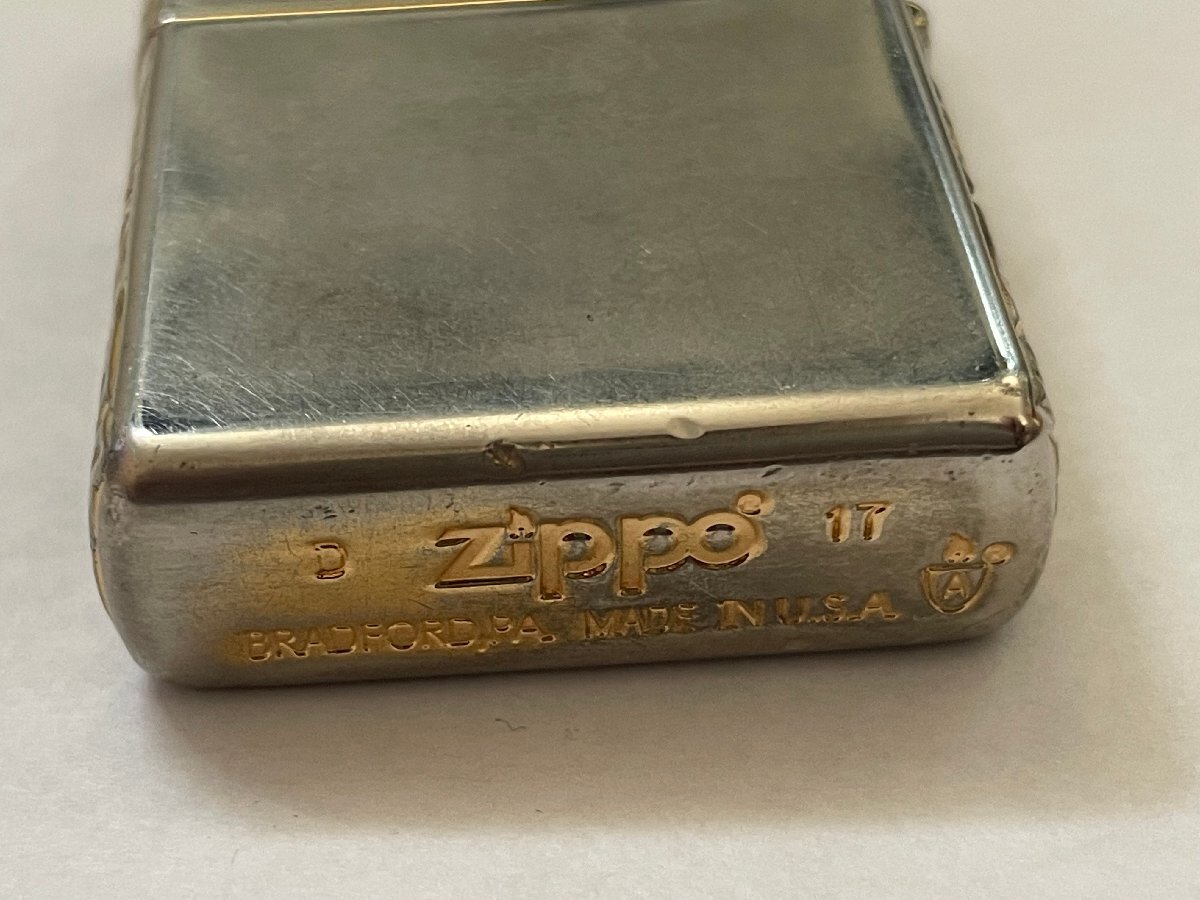 D zippo® 17
BRADFORD, PA. MADE IN U.S.A.
A